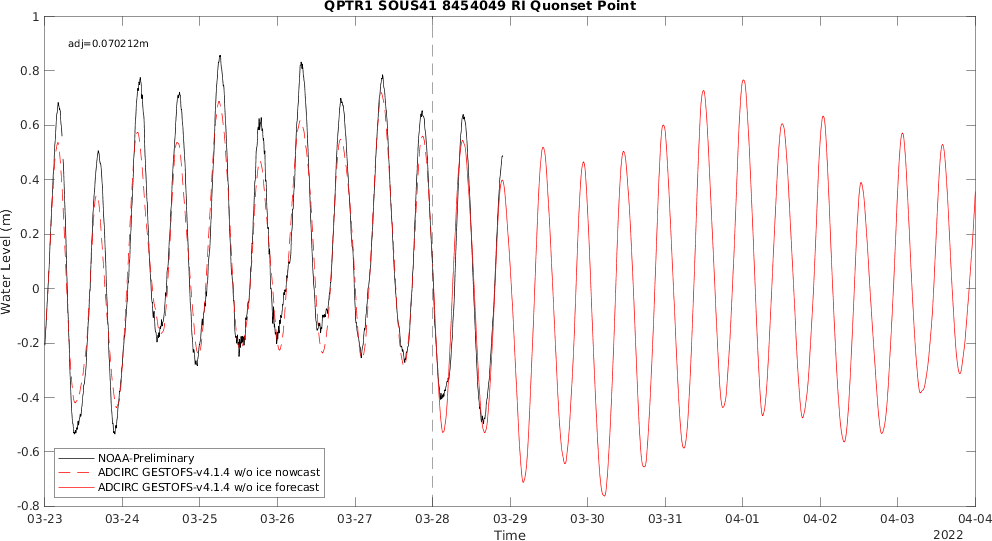 QPTR1 SOUS41 8454049 RI Quonset Point
adj=0.070212m
1
0.8
0.6
0.4
0.2
0
-0.2
-0.4
-0.6
-0.8
Water Level (m)
NOAA-Preliminary
ADCIRC GESTOFS-v4.1.4 w/o ice nowcast
ADCIRC GESTOFS-v4.1.4 w/o ice forecast
03-23 03-24 03-25 03-26 03-27 03-28 03-29 03-30 03-31 04-01 04-02 04-03 04-04
Time
2022